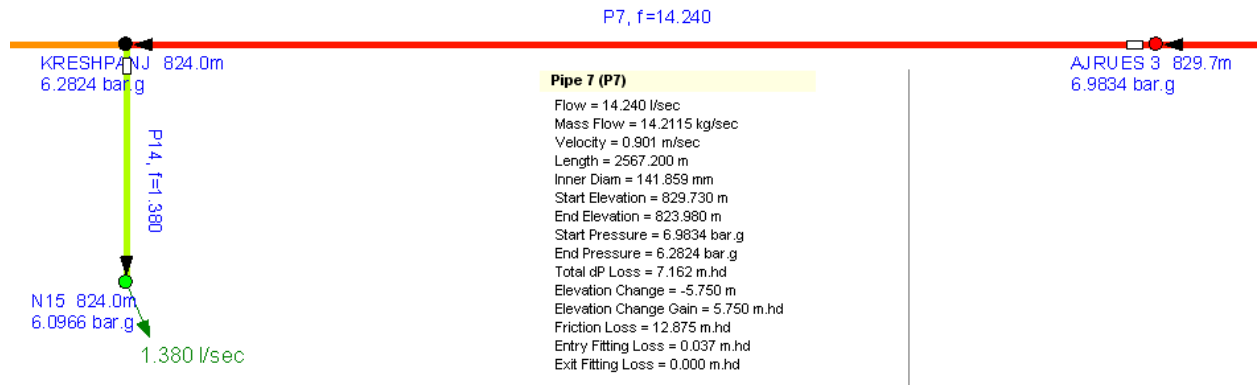 P7, f=14.240
KRESHPANJ 824.0m
6.2824 bar.g
AJRUES 3 829.7m
6.9834 bar.g
P14, f=1.380
N15 824.0m
6.0966 bar.g
1.380 l/sec
Pipe 7 (P7)
Flow = 14.240 l/sec
Mass Flow = 14.2115 kg/sec
Velocity = 0.901 m/sec
Length = 2567.200 m
Inner Diam = 141.859 mm
Start Elevation = 829.730 m
End Elevation = 823.980 m
Start Pressure = 6.9834 bar.g
End Pressure = 6.2824 bar.g
Total dP Loss = 7.162 m.hd
Elevation Change = -5.750 m
Elevation Change Gain = 5.750 m.hd
Friction Loss = 12.875 m.hd
Entry Fitting Loss = 0.037 m.hd
Exit Fitting Loss = 0.000 m.hd